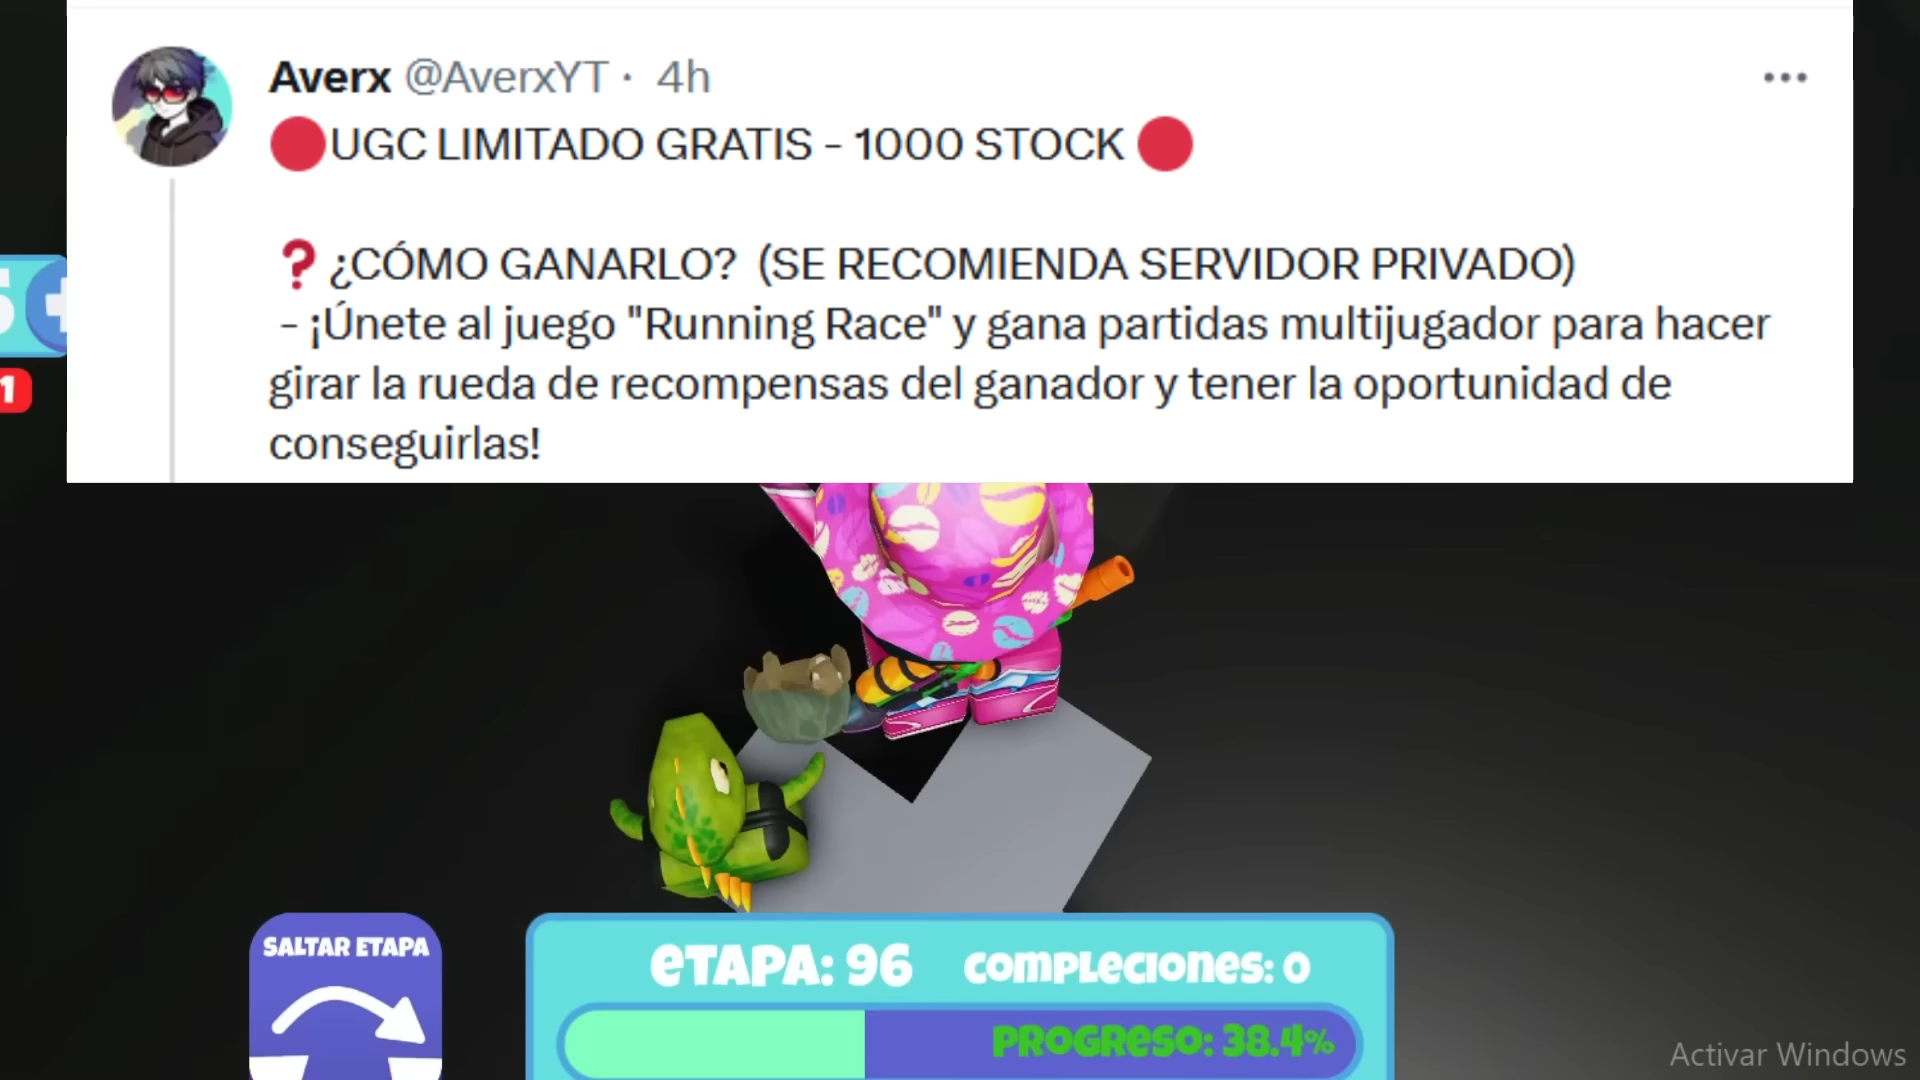 Averx @AverxYT · 4h
🔴UGC LIMITADO GRATIS - 1000 STOCK 🔴
❓¿CÓMO GANARLO? (SE RECOMIENDA SERVIDOR PRIVADO)
- ¡Únete al juego "Running Race" y gana partidas multijugador para hacer
girar la rueda de recompensas del ganador y tener la oportunidad de
conseguirlas!
1
SALTAR ETAPA
eTAPA: 96 compleciones: 0
PROGRESO: 38.4%
Activar Windows